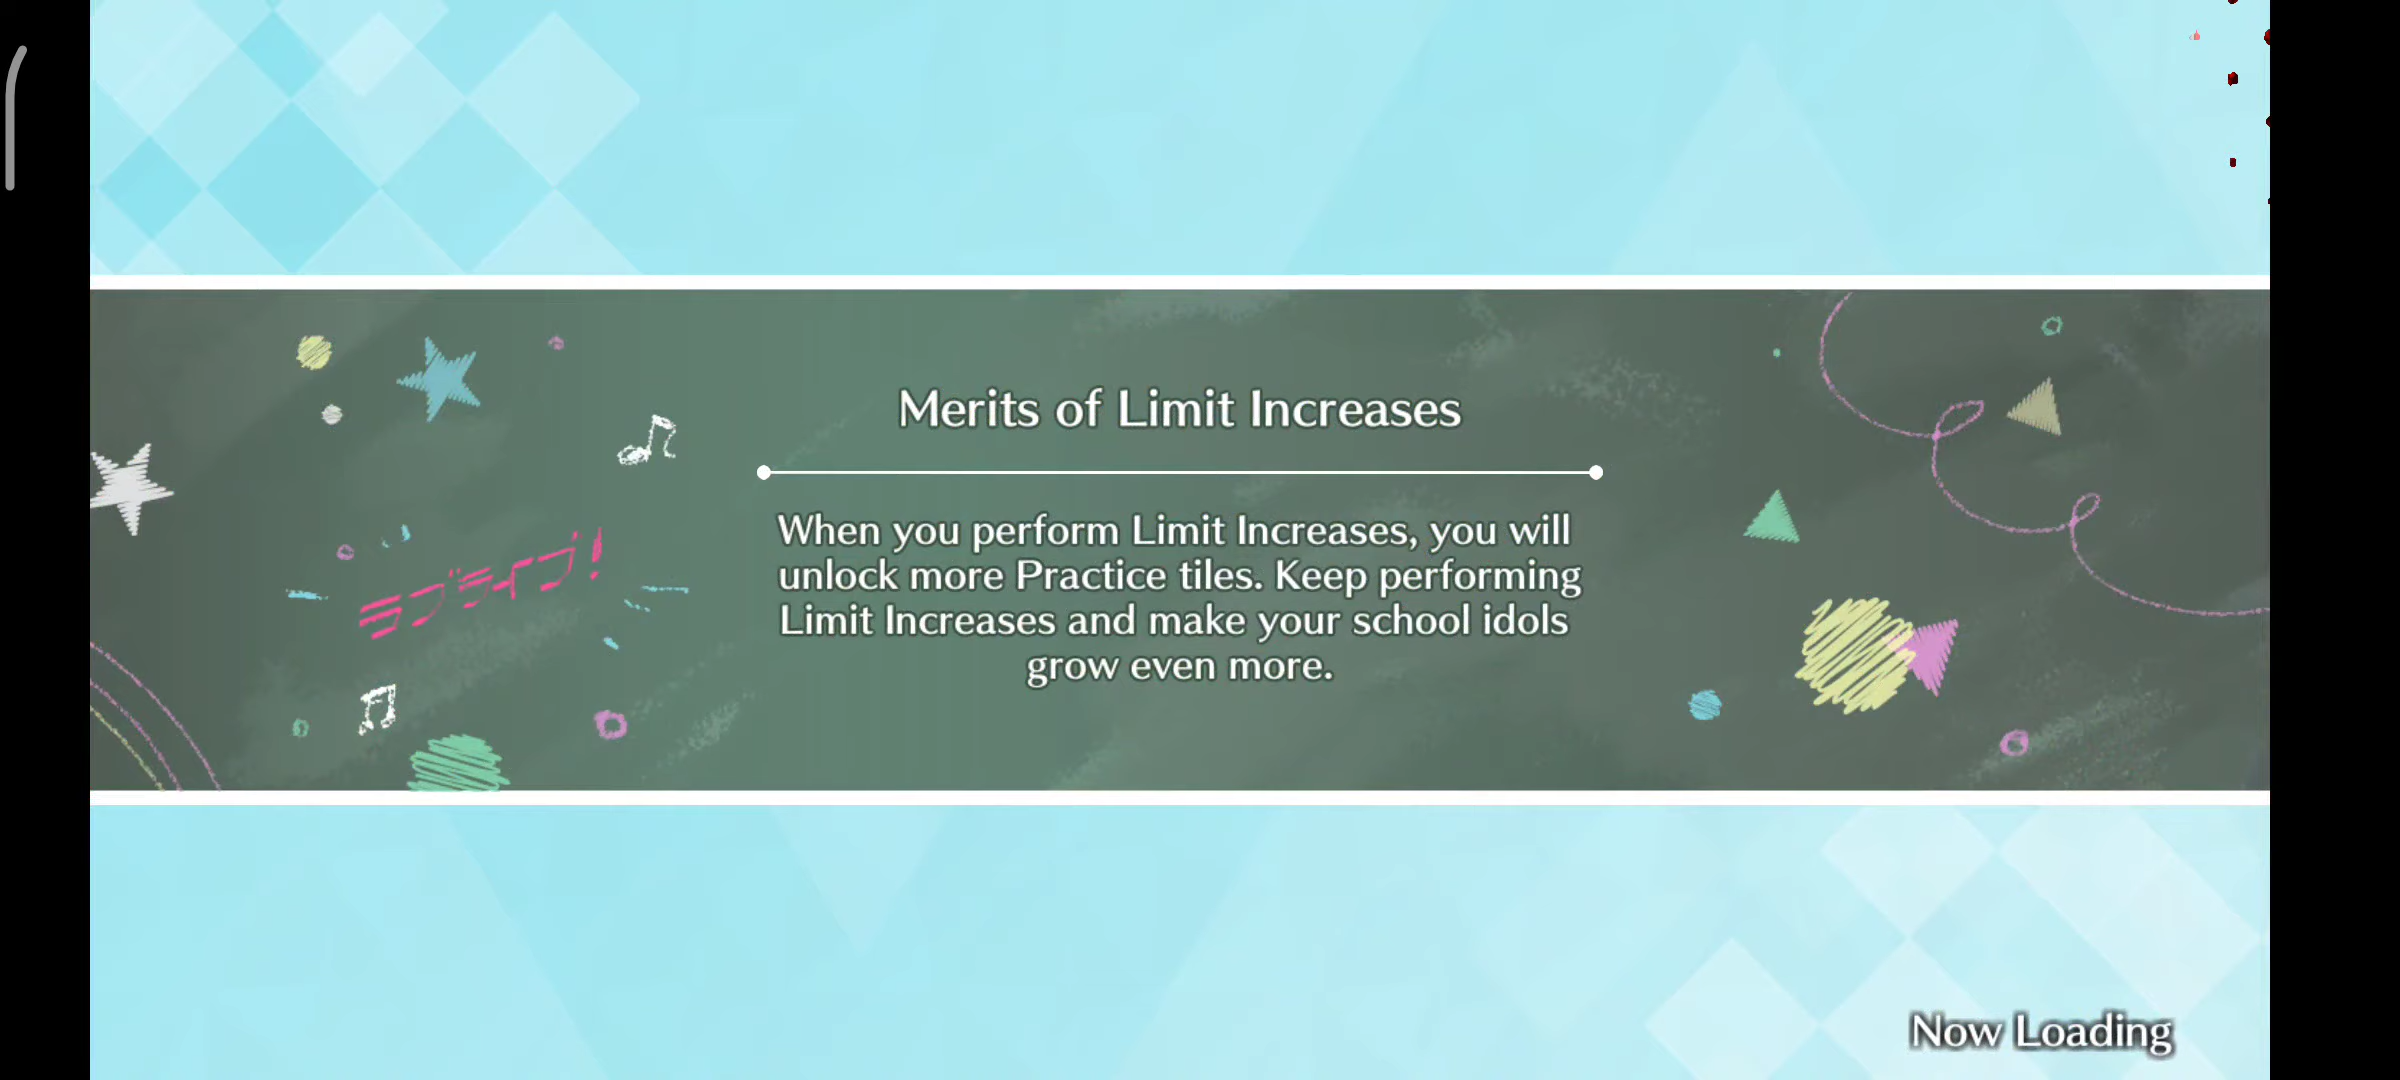 Merits of Limit Increases
When you perform Limit Increases, you will
unlock more Practice tiles. Keep performing
Limit Increases and make your school idols
grow even more.
ラブライブ!
Now Loading